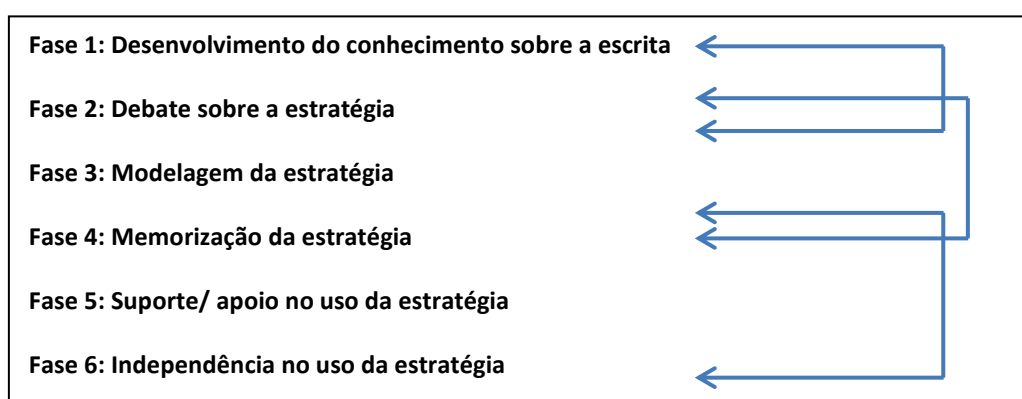 Fase 1: Desenvolvimento do conhecimento sobre a escrita
Fase 2: Debate sobre a estratégia
Fase 3: Modelagem da estratégia
Fase 4: Memorização da estratégia
Fase 5: Suporte/ apoio no uso da estratégia
Fase 6: Independência no uso da estratégia